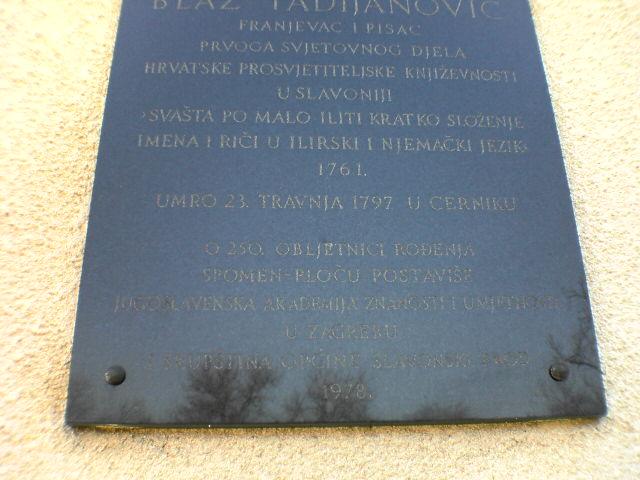 BLAŽ TADIJANOVIĆ
FRANJEVAC I PISAC
PRVOGA SVJETOVNOG DJELA
HRVATSKE PROSVJETITELJSKE KNJIŽEVNOSTI
U SLAVONIJI
›SVAŠTA PO MALO ILITI KRATKO SLOŽENJE
IMENA I RIČI U ILIRSKI I NJEMAČKI JEZIK‹
1761.
UMRO 23. TRAVNJA 1797. U CERNIKU
O 250. OBLJETNICI ROĐENJA
SPOMEN-PLOČU POSTAVIŠE
JUGOSLAVENSKA AKADEMIJA ZNANOSTI I UMJETNOSTI
U ZAGREBU
I SKUPŠTINA OPĆINE SLAVONSKI BROD
1978.